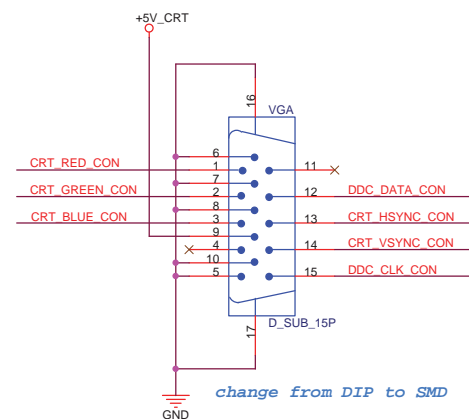 +5V_CRT
16
VGA
6
CRT_RED_CON 1 11
7
CRT_GREEN_CON 2 12 DDC_DATA_CON
8
CRT_BLUE_CON 3 13 CRT_HSYNC_CON
9
4 14 CRT_VSYNC_CON
10
5 15 DDC_CLK_CON
17
D_SUB_15P
GND
change from DIP to SMD